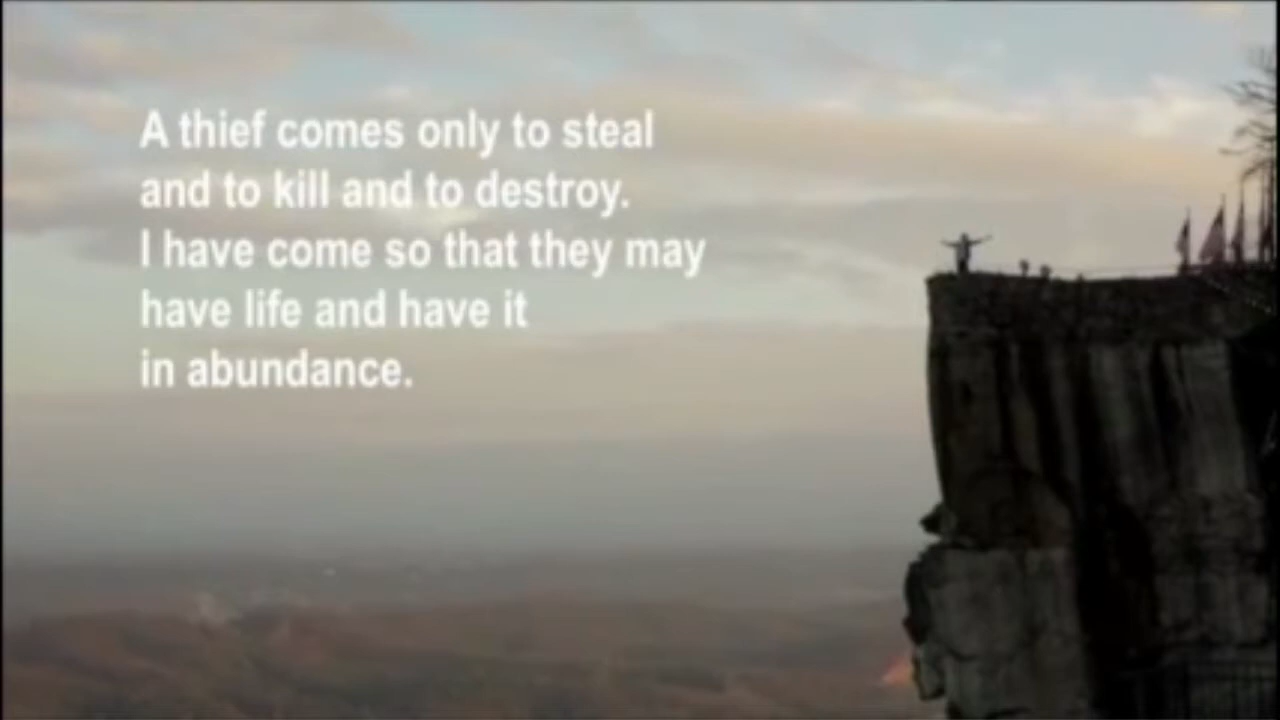 A thief comes only to steal
and to kill and to destroy.
I have come so that they may
have life and have it
in abundance.